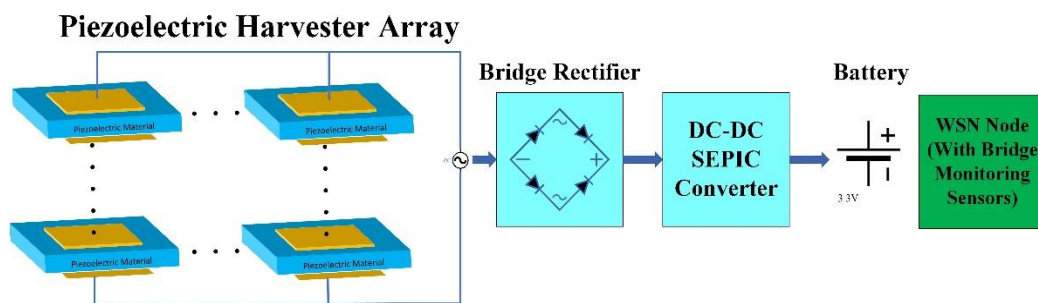 Piezoelectric Harvester Array
Piezoelectric Material
Piezoelectric Material
Piezoelectric Material
Piezoelectric Material
Bridge Rectifier
DC-DC
SEPIC
Converter
Battery
3.3V
WSN Node
(With Bridge
Monitoring
Sensors)